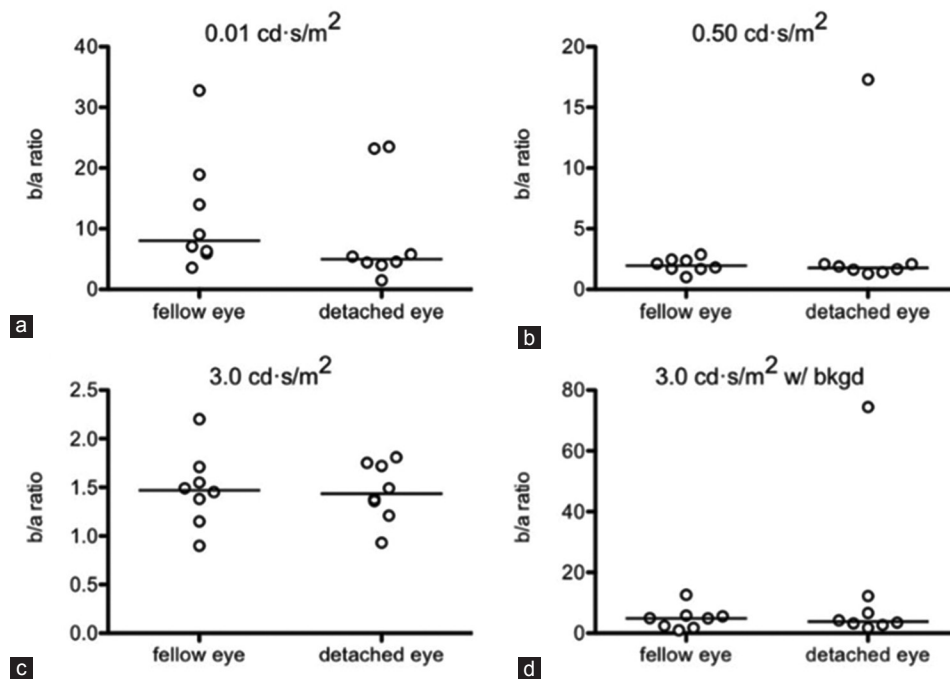 0.01 cd·s/m²
40
30
20
10
0
b/a ratio
fellow eye
detached eye
a
0.50 cd·s/m²
20
15
10
5
0
b/a ratio
fellow eye
detached eye
b
3.0 cd·s/m²
2.5
2.0
1.5
1.0
0.5
0.0
b/a ratio
fellow eye
detached eye
c
3.0 cd·s/m² w/ bkgd
80
60
40
20
0
b/a ratio
fellow eye
detached eye
d